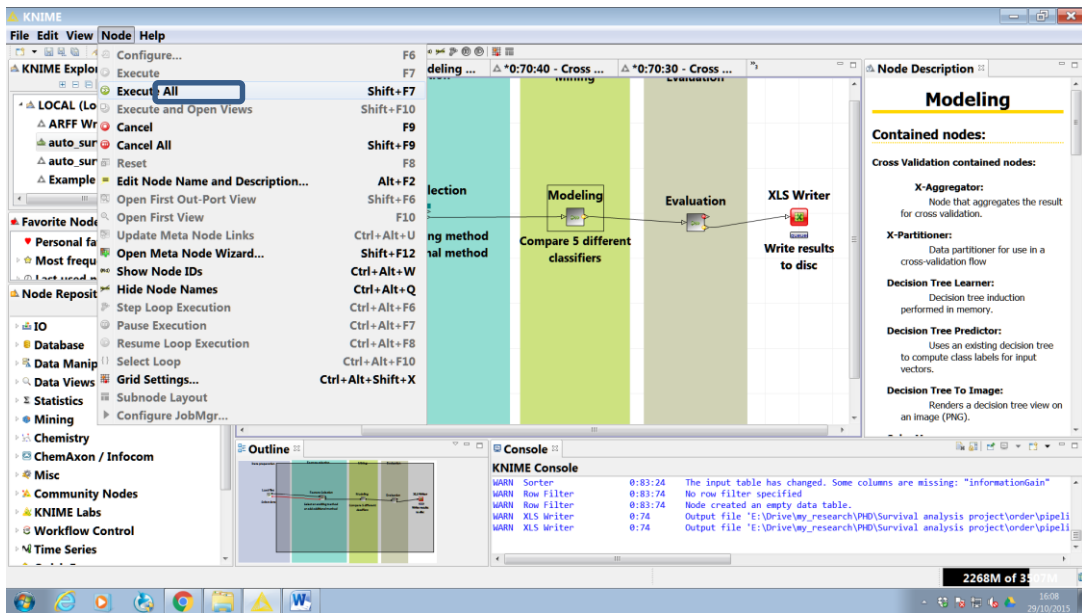 KNIME
File Edit View Node Help
Configure... F6
Execute F7
Execute All Shift+F7
Execute and Open Views Shift+F10
Cancel F9
Cancel All Shift+F9
Reset F8
Edit Node Name and Description... Alt+F2
Open First Out-Port View Shift+F6
Open First View F10
Update Meta Node Links Ctrl+Alt+U
Open Meta Node Wizard... Shift+F12
Show Node IDs Ctrl+Alt+W
Hide Node Names Ctrl+Alt+Q
Step Loop Execution Ctrl+Alt+F6
Pause Execution Ctrl+Alt+F7
Resume Loop Execution Ctrl+Alt+F8
Select Loop Ctrl+Alt+F10
Grid Settings... Ctrl+Alt+Shift+X
Subnode Layout
Configure JobMgr...
KNIME Explo
LOCAL (Lo
ARFF Wr
auto_sur
auto_sur
Example
Favorite Node
Personal fa
Most frequ
Last used n
Node Reposit
IO
Database
Data Manip
Data Views
Statistics
Mining
Chemistry
ChemAxon / Infocom
Misc
Community Nodes
KNIME Labs
Workflow Control
Time Series
deling ...
*0:70:40 - Cross ...
*0:70:30 - Cross ...
Mining
Evaluation
lection
ng method
nal method
Modeling
Compare 5 different
classifiers
Evaluation
XLS Writer
Write results
to disc
Node Description
Modeling
Contained nodes:
Cross Validation contained nodes:
X-Aggregator:
Node that aggregates the result
for cross validation.
X-Partitioner:
Data partitioner for use in a
cross-validation flow
Decision Tree Learner:
Decision tree induction
performed in memory.
Decision Tree Predictor:
Uses an existing decision tree
to compute class labels for input
vectors.
Decision Tree To Image:
Renders a decision tree view on
an image (PNG).
Outline
Console
KNIME Console
WARN Sorter 0:83:24 The input table has changed. Some columns are missing: "informationGain"
WARN Row Filter 0:83:74 No row filter specified
WARN Row Filter 0:83:74 Node created an empty data table.
WARN XLS Writer 0:74 Output file 'E:\Drive\my_research\PHD\Survival analysis project\order\pipeli
WARN XLS Writer 0:74 Output file 'E:\Drive\my_research\PHD\Survival analysis project\order\pipeli
2268M of 3507M
16:08
29/10/2015